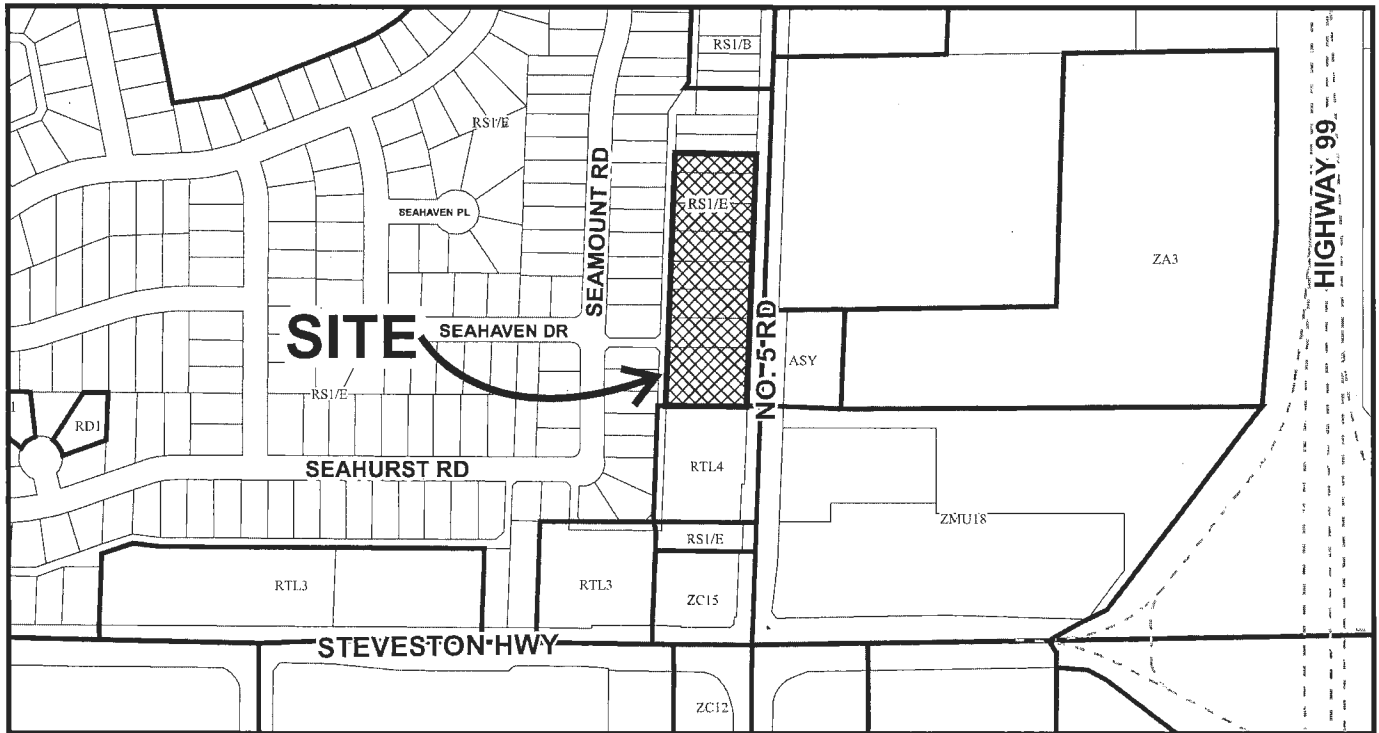 RS1/B
RS1/E
SEAMOUNT RD
HIGHWAY 99
SEAHAVEN PL
RS1/E
ZA3
SITE
SEAHAVEN DR
NO. 5 RD
ASY
RS1/E
1
RD1
SEAHURST RD
RTL4
ZMU18
RS1/E
RTL3
RTL3
ZC15
STEVESTON HWY
ZC12